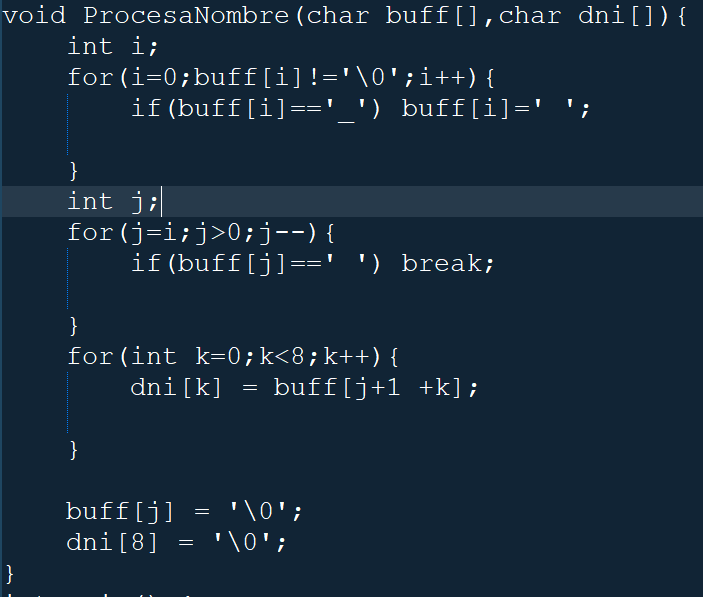 void ProcesaNombre(char buff[],char dni[]){
    int i;
    for(i=0;buff[i]!='\0';i++){
        if(buff[i]=='_') buff[i]=' ';
    }
    int j;
    for(j=i;j>0;j--){
        if(buff[j]==' ') break;
    }
    for(int k=0;k<8;k++){
        dni[k] = buff[j+1 +k];
    }
    buff[j] = '\0';
    dni[8] = '\0';
}